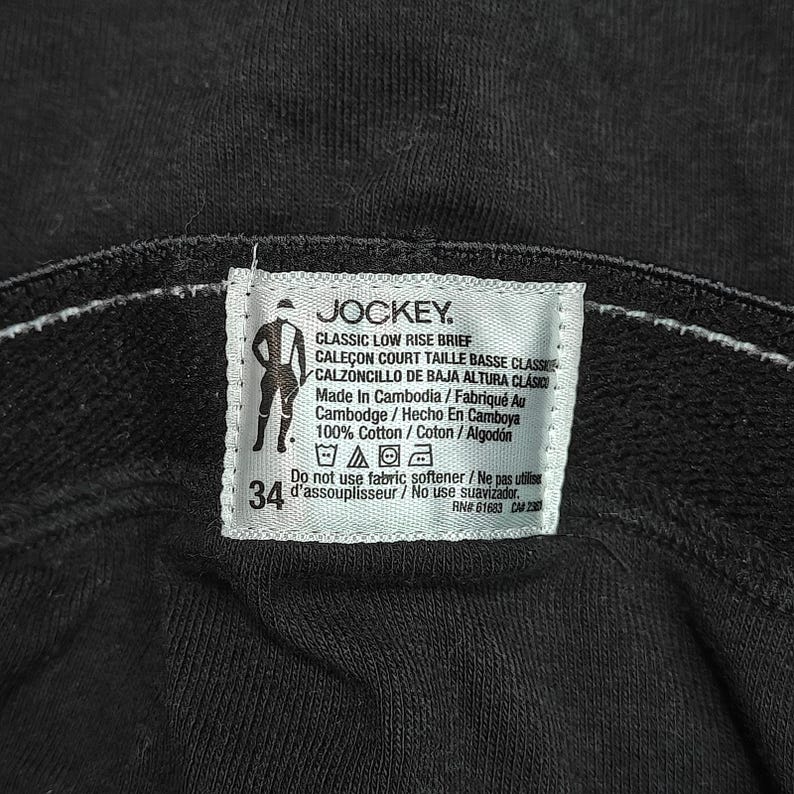 JOCKEY.
CLASSIC LOW RISE BRIEF
CALEÇON COURT TAILLE BASSE
CALZONCILLO DE BAJA ALTURA CLÁSICO
Made In Cambodia / Fabriqué Au
Cambodge / Hecho En Camboya
100% Cotton / Coton / Algodón
Do not use fabric softener / Ne pas utiliser
d'assouplisseur / No use suavizador.
34
RN# 61683 CA#